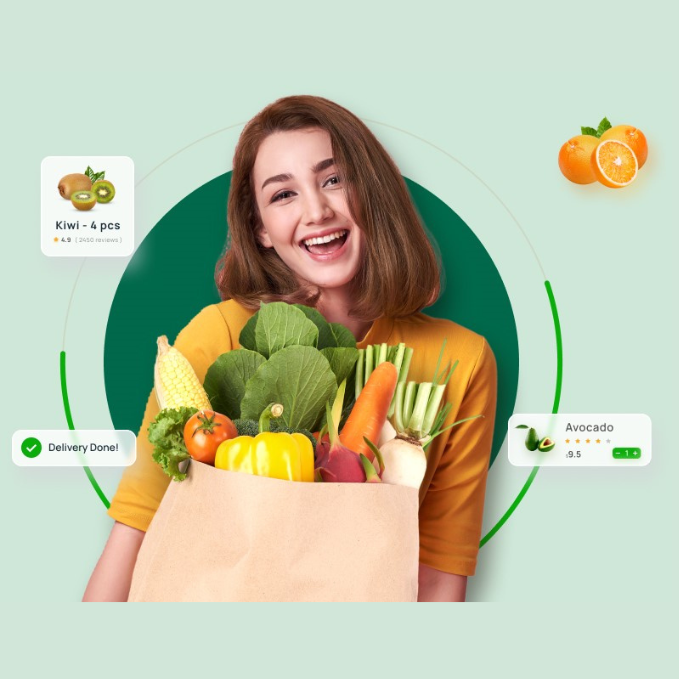 Kiwi - 4 pcs
4.9 ( 2450 reviews )
Delivery Done!
Avocado
$9.5
− 1 +